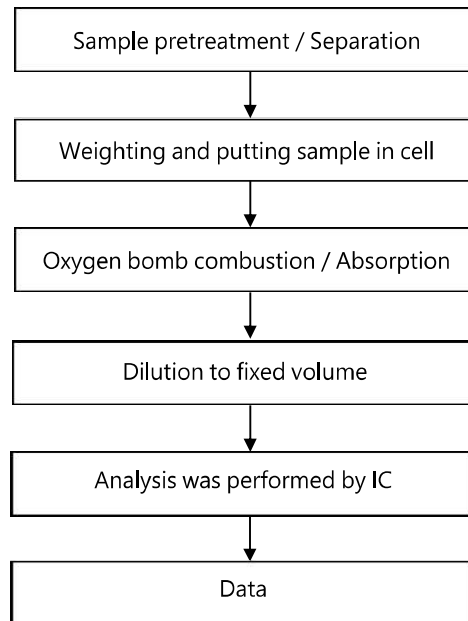 Sample pretreatment / Separation
Weighting and putting sample in cell
Oxygen bomb combustion / Absorption
Dilution to fixed volume
Analysis was performed by IC
Data